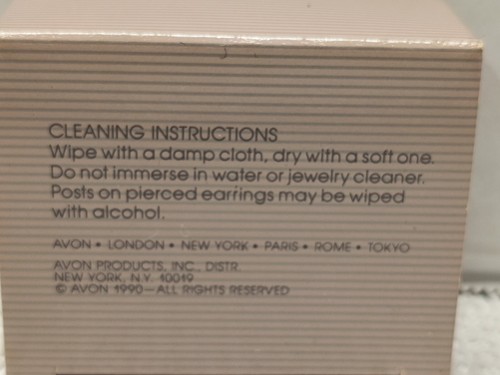 CLEANING INSTRUCTIONS
Wipe with a damp cloth, dry with a soft one.
Do not immerse in water or jewelry cleaner.
Posts on pierced earrings may be wiped
with alcohol.
AVON • LONDON • NEW YORK • PARIS • ROME • TOKYO
AVON PRODUCTS, INC., DISTR.
NEW YORK, N.Y. 10019
© AVON 1990—ALL RIGHTS RESERVED